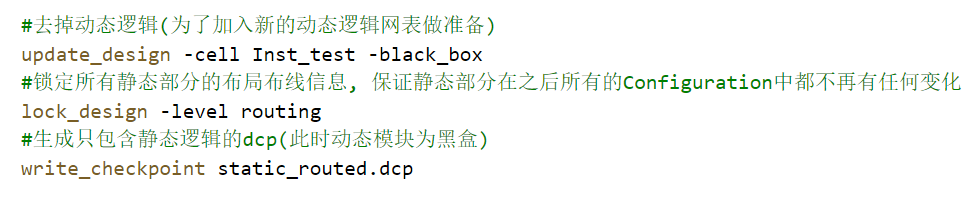 #去掉动态逻辑(为了加入新的动态逻辑网表做准备)
update_design -cell Inst_test -black_box
#锁定所有静态部分的布局布线信息, 保证静态部分在之后所有的Configuration中都不再有任何变化
lock_design -level routing
#生成只包含静态逻辑的dcp(此时动态模块为黑盒)
write_checkpoint static_routed.dcp